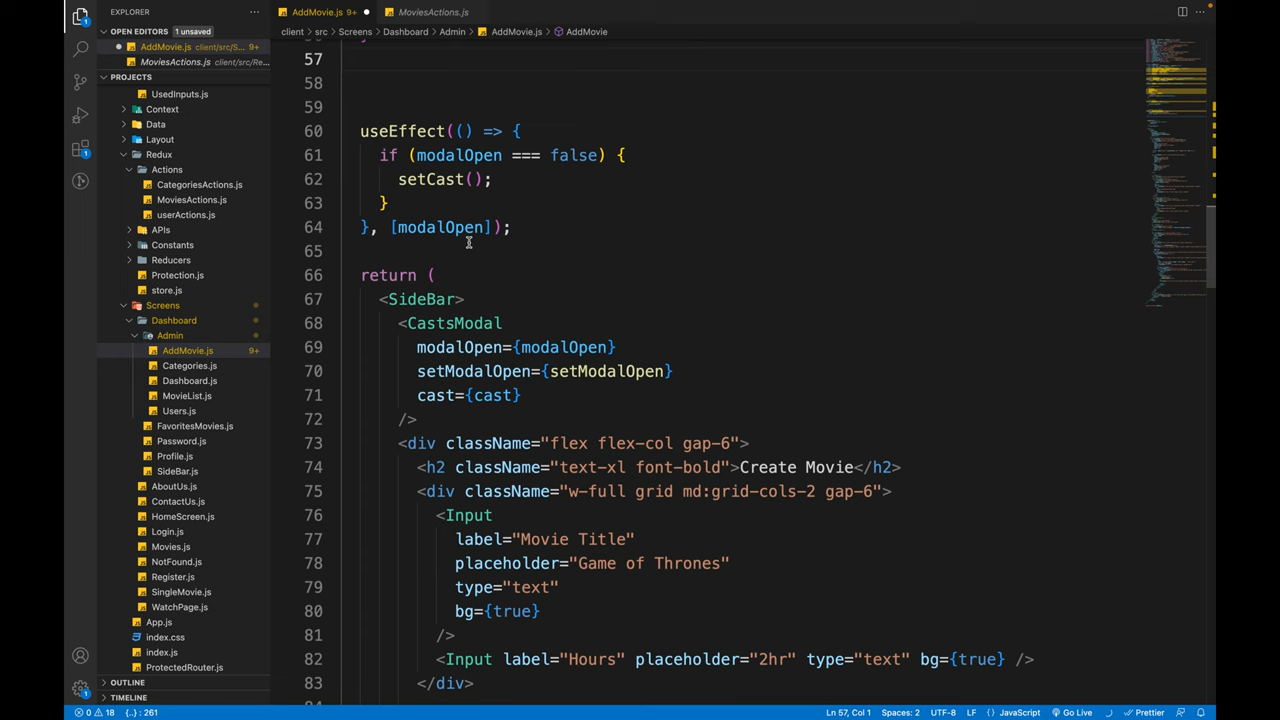 EXPLORER
···
AddMovie.js 9+
MoviesActions.js
···
OPEN EDITORS 1 unsaved
AddMovie.js client/src/S... 9+
MoviesActions.js client/src/Re...
PROJECTS
UsedInputs.js
Context
Data
Layout
Redux
Actions
CategoriesActions.js
MoviesActions.js
userActions.js
APIs
Constants
Reducers
Protection.js
store.js
Screens
Dashboard
Admin
AddMovie.js 9+
Categories.js
Dashboard.js
MovieList.js
Users.js
FavoritesMovies.js
Password.js
Profile.js
SideBar.js
AboutUs.js
ContactUs.js
HomeScreen.js
Login.js
Movies.js
NotFound.js
Register.js
SingleMovie.js
WatchPage.js
App.js
index.css
index.js
ProtectedRouter.js
OUTLINE
TIMELINE
client > src > Screens > Dashboard > Admin > AddMovie.js > AddMovie
57
58
59
60 useEffect(() => {
61 if (modalOpen === false) {
62 setCast();
63 }
64 }, [modalOpen]);
65
66 return (
67 <SideBar>
68 <CastsModal
69 modalOpen={modalOpen}
70 setModalOpen={setModalOpen}
71 cast={cast}
72 />
73 <div className="flex flex-col gap-6">
74 <h2 className="text-xl font-bold">Create Movie</h2>
75 <div className="w-full grid md:grid-cols-2 gap-6">
76 <Input
77 label="Movie Title"
78 placeholder="Game of Thrones"
79 type="text"
80 bg={true}
81 />
82 <Input label="Hours" placeholder="2hr" type="text" bg={true} />
83 </div>
0 18 {..} : 261
Ln 57, Col 1 Spaces: 2 UTF-8 LF {} JavaScript Go Live Prettier